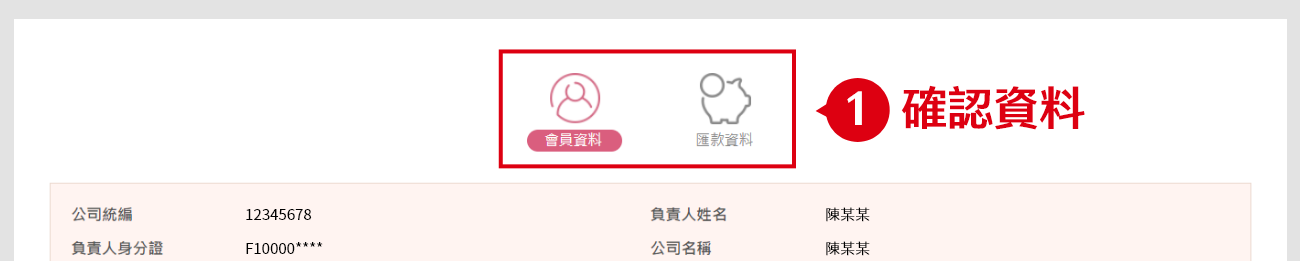 會員資料 匯款資料 1 確認資料
公司統編 12345678 負責人姓名 陳某某
負責人身分證 F10000**** 公司名稱 陳某某